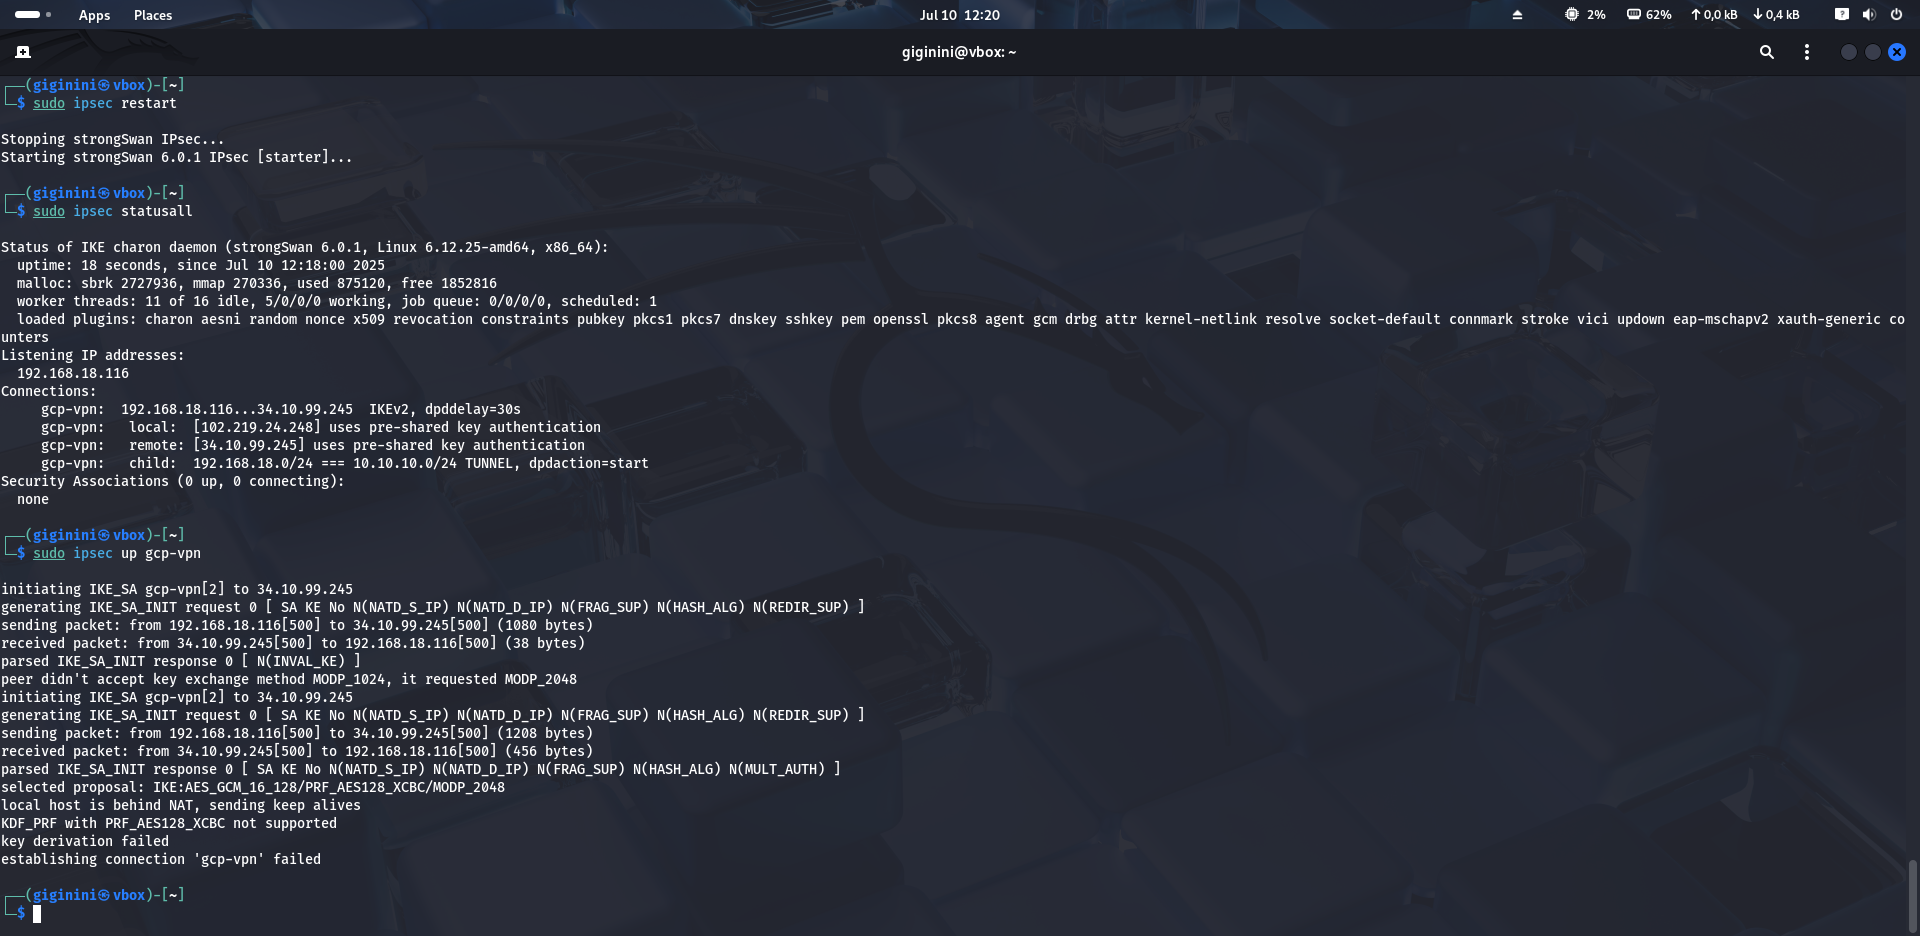 Apps Places Jul 10 12:20 2% 62% ↑0,0 kB ↓0,4 kB ?
giginini@vbox: ~
┌──(giginini㉿vbox)-[~]
└─$ sudo ipsec restart
Stopping strongSwan IPsec...
Starting strongSwan 6.0.1 IPsec [starter]...
┌──(giginini㉿vbox)-[~]
└─$ sudo ipsec statusall
Status of IKE charon daemon (strongSwan 6.0.1, Linux 6.12.25-amd64, x86_64):
  uptime: 18 seconds, since Jul 10 12:18:00 2025
  malloc: sbrk 2727936, mmap 270336, used 875120, free 1852816
  worker threads: 11 of 16 idle, 5/0/0/0 working, job queue: 0/0/0/0, scheduled: 1
  loaded plugins: charon aesni random nonce x509 revocation constraints pubkey pkcs1 pkcs7 dnskey sshkey pem openssl pkcs8 agent gcm drbg attr kernel-netlink resolve socket-default connmark stroke vici updown eap-mschapv2 xauth-generic co
unters
Listening IP addresses:
  192.168.18.116
Connections:
     gcp-vpn:  192.168.18.116...34.10.99.245  IKEv2, dpddelay=30s
     gcp-vpn:   local:  [102.219.24.248] uses pre-shared key authentication
     gcp-vpn:   remote: [34.10.99.245] uses pre-shared key authentication
     gcp-vpn:   child:  192.168.18.0/24 === 10.10.10.0/24 TUNNEL, dpdaction=start
Security Associations (0 up, 0 connecting):
  none
┌──(giginini㉿vbox)-[~]
└─$ sudo ipsec up gcp-vpn
initiating IKE_SA gcp-vpn[2] to 34.10.99.245
generating IKE_SA_INIT request 0 [ SA KE No N(NATD_S_IP) N(NATD_D_IP) N(FRAG_SUP) N(HASH_ALG) N(REDIR_SUP) ]
sending packet: from 192.168.18.116[500] to 34.10.99.245[500] (1080 bytes)
received packet: from 34.10.99.245[500] to 192.168.18.116[500] (38 bytes)
parsed IKE_SA_INIT response 0 [ N(INVAL_KE) ]
peer didn't accept key exchange method MODP_1024, it requested MODP_2048
initiating IKE_SA gcp-vpn[2] to 34.10.99.245
generating IKE_SA_INIT request 0 [ SA KE No N(NATD_S_IP) N(NATD_D_IP) N(FRAG_SUP) N(HASH_ALG) N(REDIR_SUP) ]
sending packet: from 192.168.18.116[500] to 34.10.99.245[500] (1208 bytes)
received packet: from 34.10.99.245[500] to 192.168.18.116[500] (456 bytes)
parsed IKE_SA_INIT response 0 [ SA KE No N(NATD_S_IP) N(NATD_D_IP) N(FRAG_SUP) N(HASH_ALG) N(MULT_AUTH) ]
selected proposal: IKE:AES_GCM_16_128/PRF_AES128_XCBC/MODP_2048
local host is behind NAT, sending keep alives
KDF_PRF with PRF_AES128_XCBC not supported
key derivation failed
establishing connection 'gcp-vpn' failed
┌──(giginini㉿vbox)-[~]
└─$